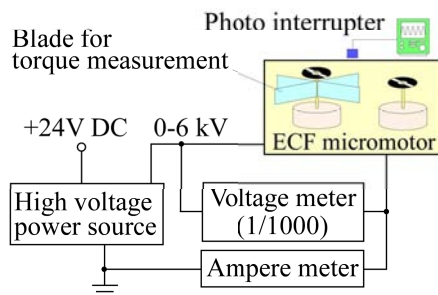 Photo interrupter
Blade for
torque measurement
+24V DC
0-6 kV
ECF micromotor
High voltage
power source
Voltage meter
(1/1000)
Ampere meter